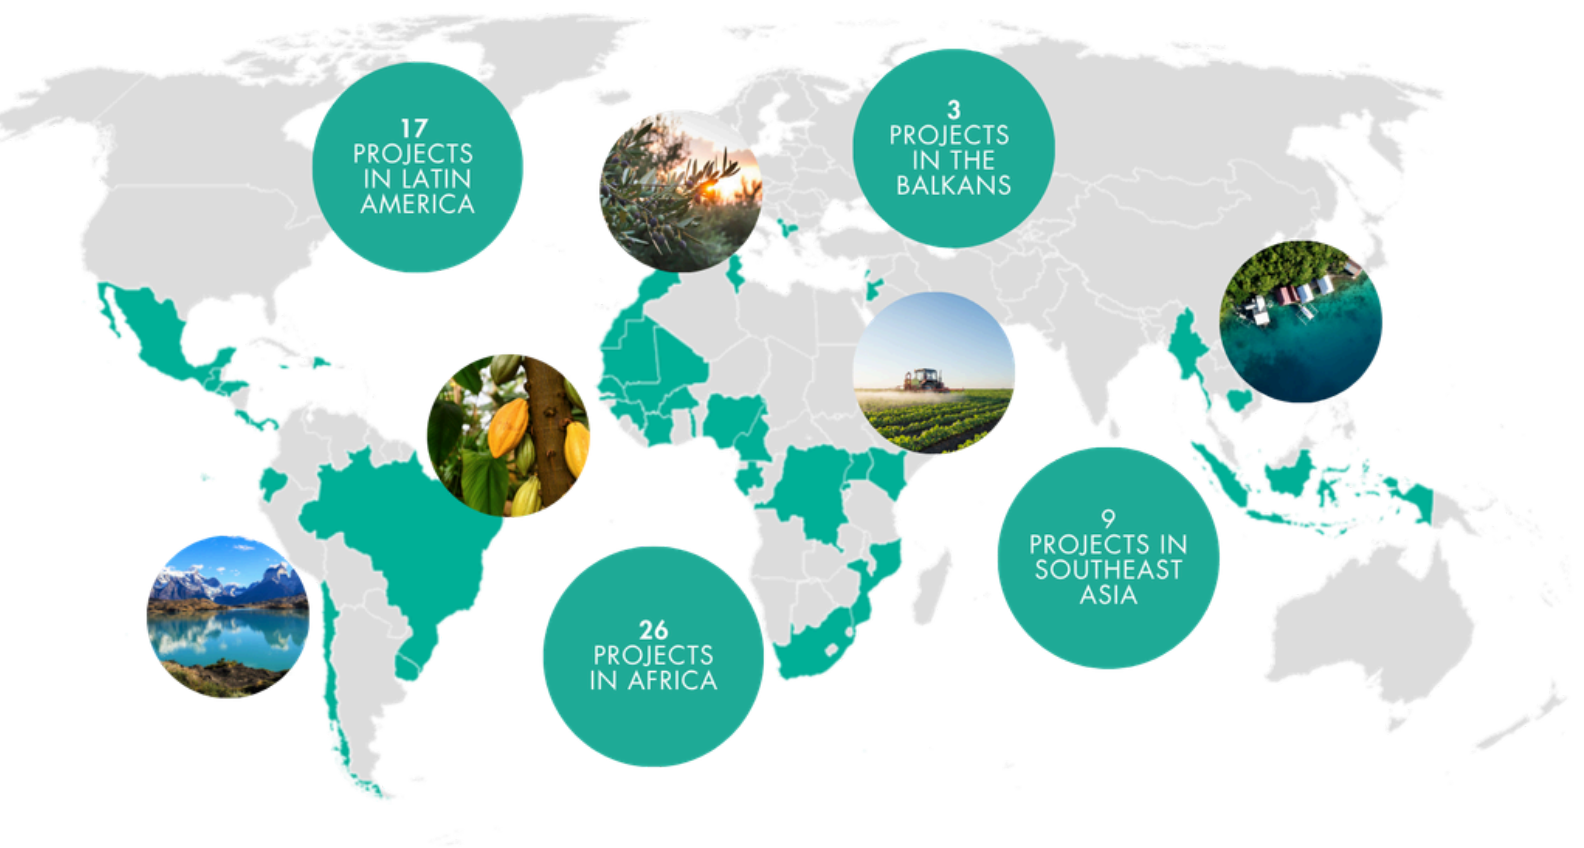 17
PROJECTS
IN LATIN
AMERICA
3
PROJECTS
IN THE
BALKANS
9
PROJECTS IN
SOUTHEAST
ASIA
26
PROJECTS
IN AFRICA